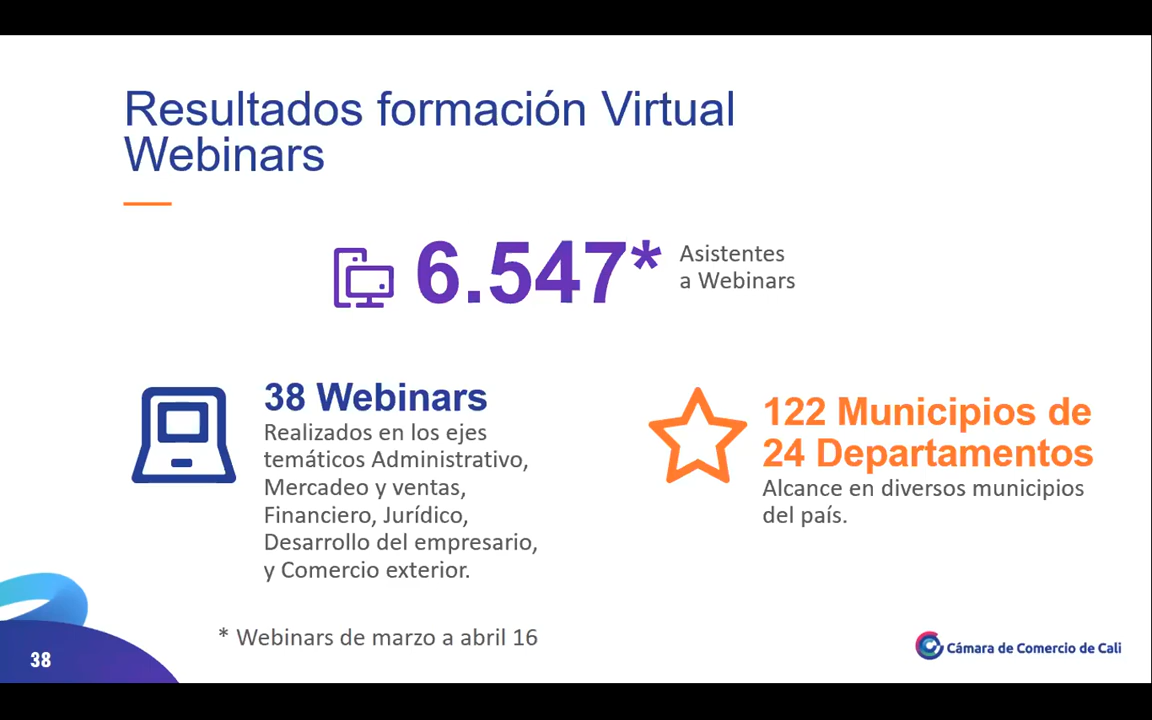 Resultados formación Virtual
Webinars
6.547*
Asistentes
a Webinars
38 Webinars
Realizados en los ejes
temáticos Administrativo,
Mercadeo y ventas,
Financiero, Jurídico,
Desarrollo del empresario,
y Comercio exterior.
122 Municipios de
24 Departamentos
Alcance en diversos municipios
del país.
* Webinars de marzo a abril 16
38
Cámara de Comercio de Cali